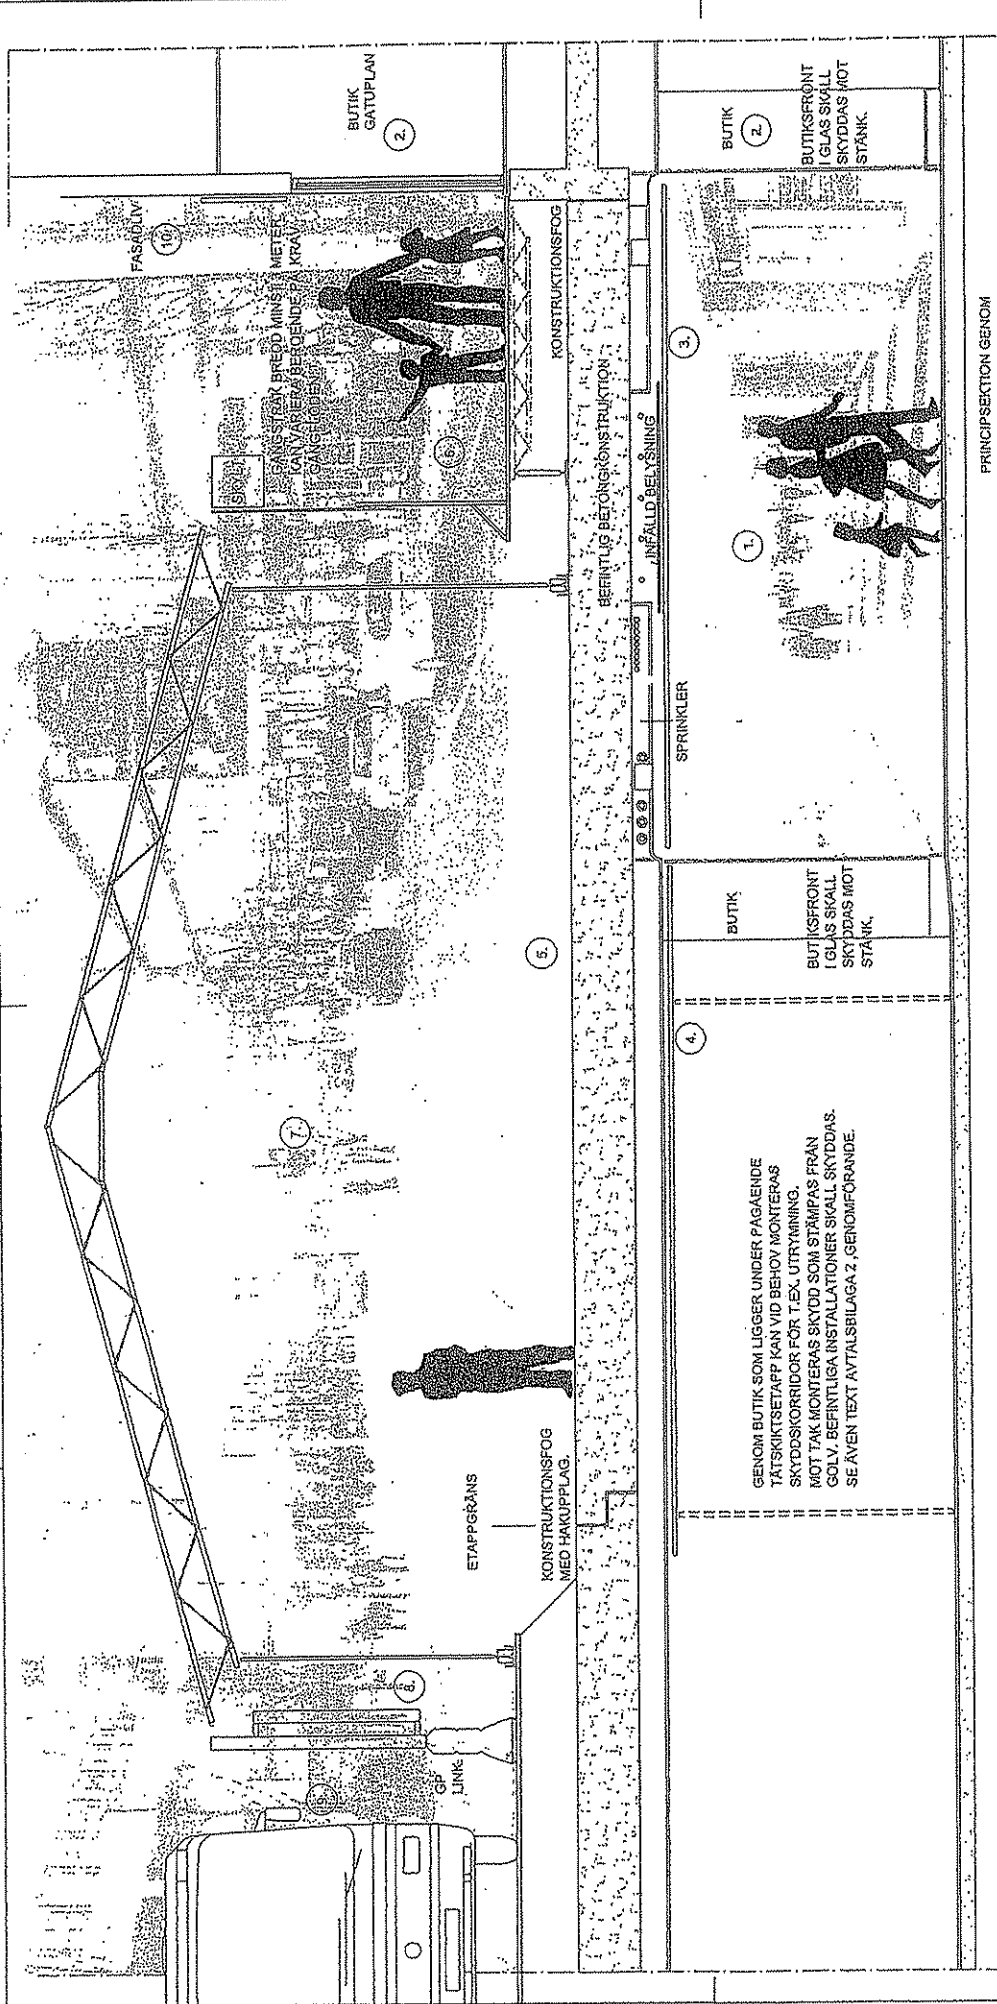 FASADLIV
10.
BUTIK
GATUPLAN
2.
SKYLT
GÅNGSTRÅK BREDD MINST 1 METER,
KAN VARIERA BEROENDE PÅ KRAV/
6.
7.
8.
9.
GP
LINK.
ETAPPGRÄNS
KONSTRUKTIONSFOG
MED HAKUPPLAG.
5.
KONSTRUKTIONSFOG
BEFINTLIG BETONGKONSTRUKTION
INFÄLLD BELYSNING
SPRINKLER
3.
1.
BUTIK
2.
BUTIKSFRONT
I GLAS SKALL
SKYDDAS MOT
STÄNK.
BUTIK
BUTIKSFRONT
I GLAS SKALL
SKYDDAS MOT
STÄNK.
4.
GENOM BUTIK SOM LIGGER UNDER PÅGÅENDE
TÄTSKIKTSETAPP KAN VID BEHOV MONTERAS
SKYDDSKORRIDOR FÖR T.EX. UTRYMNING.
MOT TAK MONTERAS SKYDD SOM STÄMPAS FRÅN
GOLV. BEFINTLIGA INSTALLATIONER SKALL SKYDDAS.
SE ÄVEN TEXT AVTALSBILAGA 2 ,GENOMFÖRANDE.
PRINCIPSEKTION GENOM